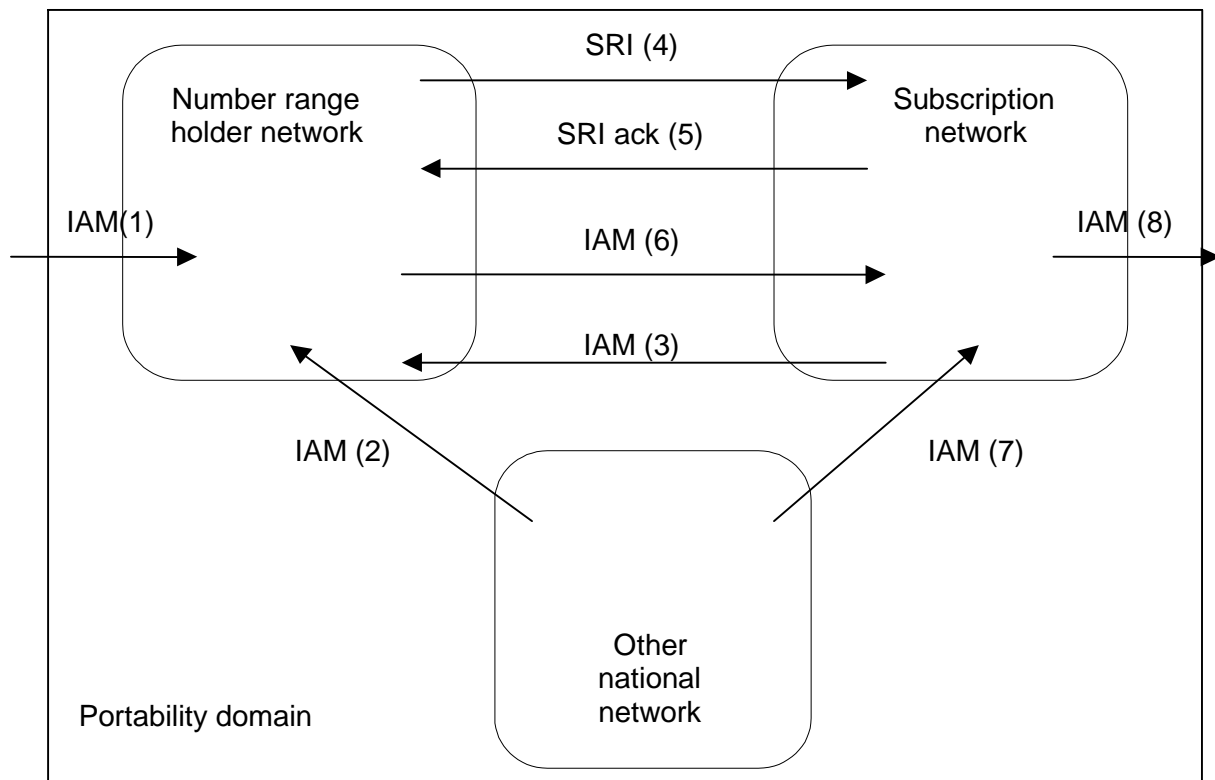 SRI (4)
Number range
holder network
Subscription
network
SRI ack (5)
IAM(1)
IAM (6)
IAM (8)
IAM (3)
IAM (2)
IAM (7)
Other
national
network
Portability domain